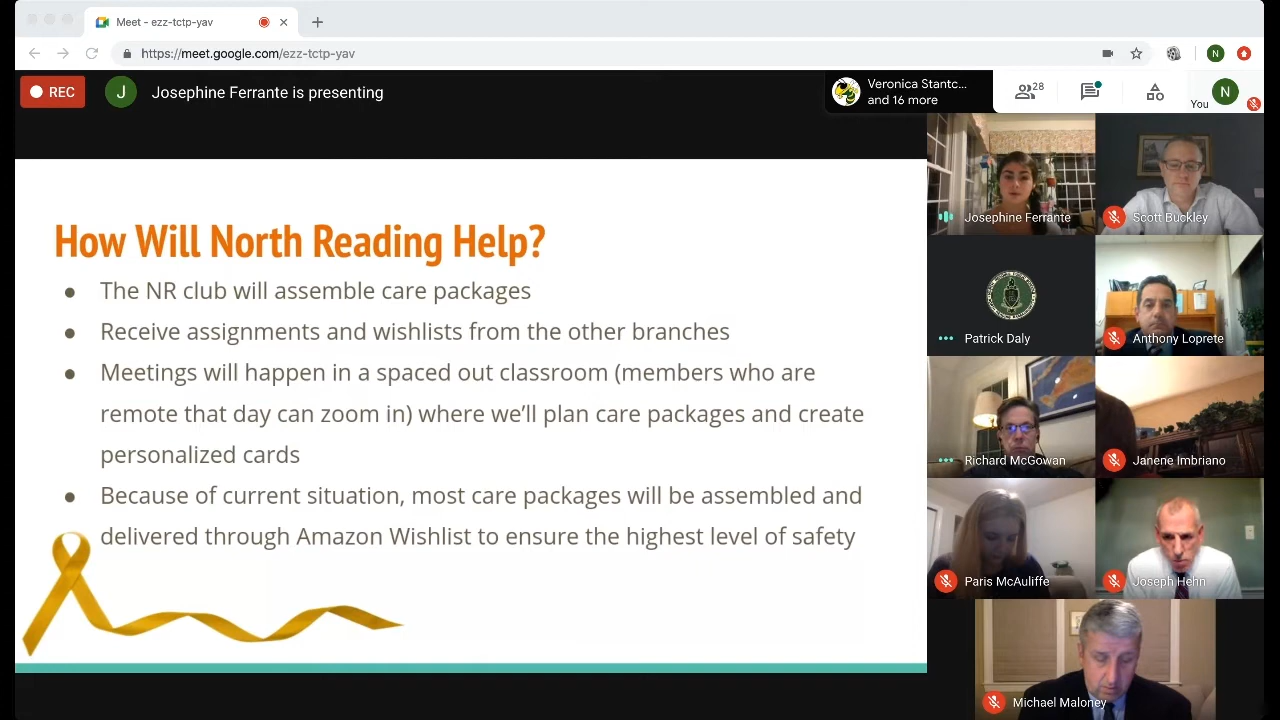 Meet - ezz-tctp-yav
https://meet.google.com/ezz-tctp-yav
N
REC
J
Josephine Ferrante is presenting
Veronica Stantc...
and 16 more
28
You
N
How Will North Reading Help?
● The NR club will assemble care packages
● Receive assignments and wishlists from the other branches
● Meetings will happen in a spaced out classroom (members who are
remote that day can zoom in) where we'll plan care packages and create
personalized cards
● Because of current situation, most care packages will be assembled and
delivered through Amazon Wishlist to ensure the highest level of safety
Josephine Ferrante
Scott Buckley
Patrick Daly
Anthony Loprete
Richard McGowan
Janene Imbriano
Paris McAuliffe
Joseph Hehn
Michael Maloney